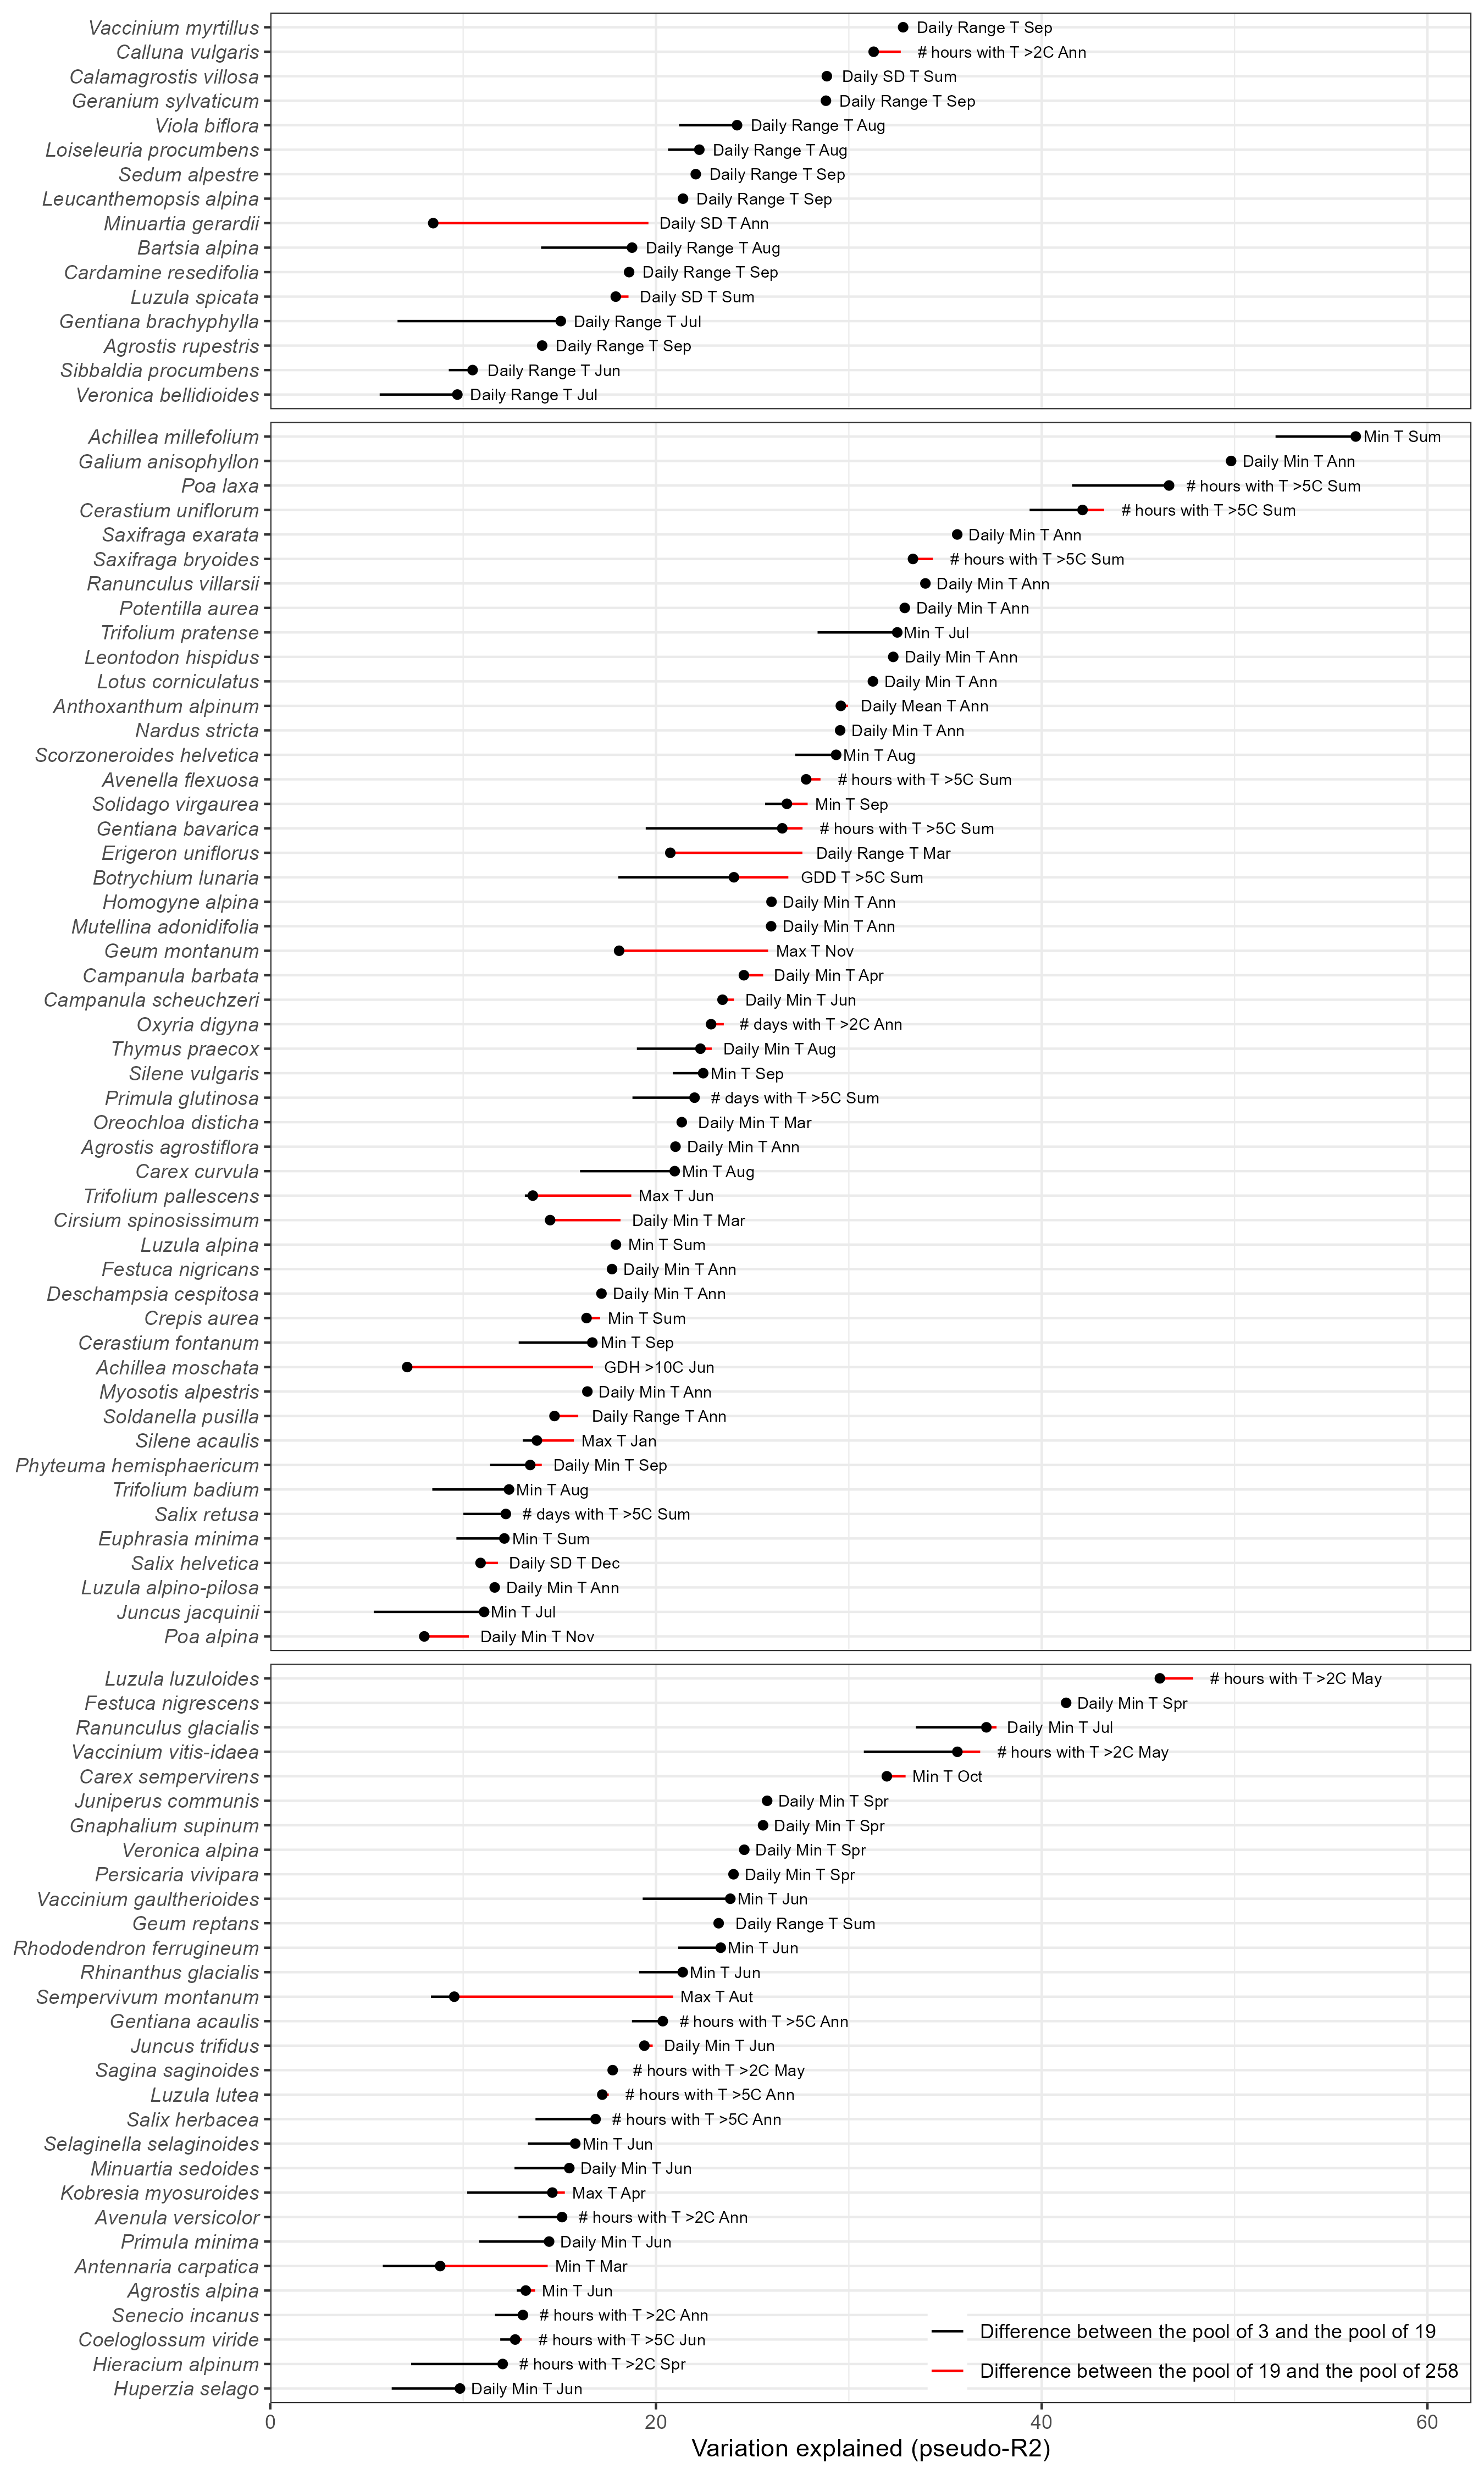 Vaccinium myrtillus Daily Range T Sep
Calluna vulgaris # hours with T >2C Ann
Calamagrostis villosa Daily SD T Sum
Geranium sylvaticum Daily Range T Sep
Viola biflora Daily Range T Aug
Loiseleuria procumbens Daily Range T Aug
Sedum alpestre Daily Range T Sep
Leucanthemopsis alpina Daily Range T Sep
Minuartia gerardii Daily SD T Ann
Bartsia alpina Daily Range T Aug
Cardamine resedifolia Daily Range T Sep
Luzula spicata Daily SD T Sum
Gentiana brachyphylla Daily Range T Jul
Agrostis rupestris Daily Range T Sep
Sibbaldia procumbens Daily Range T Jun
Veronica bellidioides Daily Range T Jul
Achillea millefolium Min T Sum
Galium anisophyllon Daily Min T Ann
Poa laxa # hours with T >5C Sum
Cerastium uniflorum # hours with T >5C Sum
Saxifraga exarata Daily Min T Ann
Saxifraga bryoides # hours with T >5C Sum
Ranunculus villarsii Daily Min T Ann
Potentilla aurea Daily Min T Ann
Trifolium pratense Min T Jul
Leontodon hispidus Daily Min T Ann
Lotus corniculatus Daily Min T Ann
Anthoxanthum alpinum Daily Mean T Ann
Nardus stricta Daily Min T Ann
Scorzoneroides helvetica Min T Aug
Avenella flexuosa # hours with T >5C Sum
Solidago virgaurea Min T Sep
Gentiana bavarica # hours with T >5C Sum
Erigeron uniflorus Daily Range T Mar
Botrychium lunaria GDD T >5C Sum
Homogyne alpina Daily Min T Ann
Mutellina adonidifolia Daily Min T Ann
Geum montanum Max T Nov
Campanula barbata Daily Min T Apr
Campanula scheuchzeri Daily Min T Jun
Oxyria digyna # days with T >2C Ann
Thymus praecox Daily Min T Aug
Silene vulgaris Min T Sep
Primula glutinosa # days with T >5C Sum
Oreochloa disticha Daily Min T Mar
Agrostis agrostiflora Daily Min T Ann
Carex curvula Min T Aug
Trifolium pallescens Max T Jun
Cirsium spinosissimum Daily Min T Mar
Luzula alpina Min T Sum
Festuca nigricans Daily Min T Ann
Deschampsia cespitosa Daily Min T Ann
Crepis aurea Min T Sum
Cerastium fontanum Min T Sep
Achillea moschata GDH >10C Jun
Myosotis alpestris Daily Min T Ann
Soldanella pusilla Daily Range T Ann
Silene acaulis Max T Jan
Phyteuma hemisphaericum Daily Min T Sep
Trifolium badium Min T Aug
Salix retusa # days with T >5C Sum
Euphrasia minima Min T Sum
Salix helvetica Daily SD T Dec
Luzula alpino-pilosa Daily Min T Ann
Juncus jacquinii Min T Jul
Poa alpina Daily Min T Nov
Luzula luzuloides # hours with T >2C May
Festuca nigrescens Daily Min T Spr
Ranunculus glacialis Daily Min T Jul
Vaccinium vitis-idaea # hours with T >2C May
Carex sempervirens Min T Oct
Juniperus communis Daily Min T Spr
Gnaphalium supinum Daily Min T Spr
Veronica alpina Daily Min T Spr
Persicaria vivipara Daily Min T Spr
Vaccinium gaultherioides Min T Jun
Geum reptans Daily Range T Sum
Rhododendron ferrugineum Min T Jun
Rhinanthus glacialis Min T Jun
Sempervivum montanum Max T Aut
Gentiana acaulis # hours with T >5C Ann
Juncus trifidus Daily Min T Jun
Sagina saginoides # hours with T >2C May
Luzula lutea # hours with T >5C Ann
Salix herbacea # hours with T >5C Ann
Selaginella selaginoides Min T Jun
Minuartia sedoides Daily Min T Jun
Kobresia myosuroides Max T Apr
Avenula versicolor # hours with T >2C Ann
Primula minima Daily Min T Jun
Antennaria carpatica Min T Mar
Agrostis alpina Min T Jun
Senecio incanus # hours with T >2C Ann
Difference between the pool of 3 and the pool of 19
Coeloglossum viride # hours with T >5C Jun
Hieracium alpinum # hours with T >2C Spr
Difference between the pool of 19 and the pool of 258
Huperzia selago Daily Min T Jun
0 20 40 60
Variation explained (pseudo-R2)